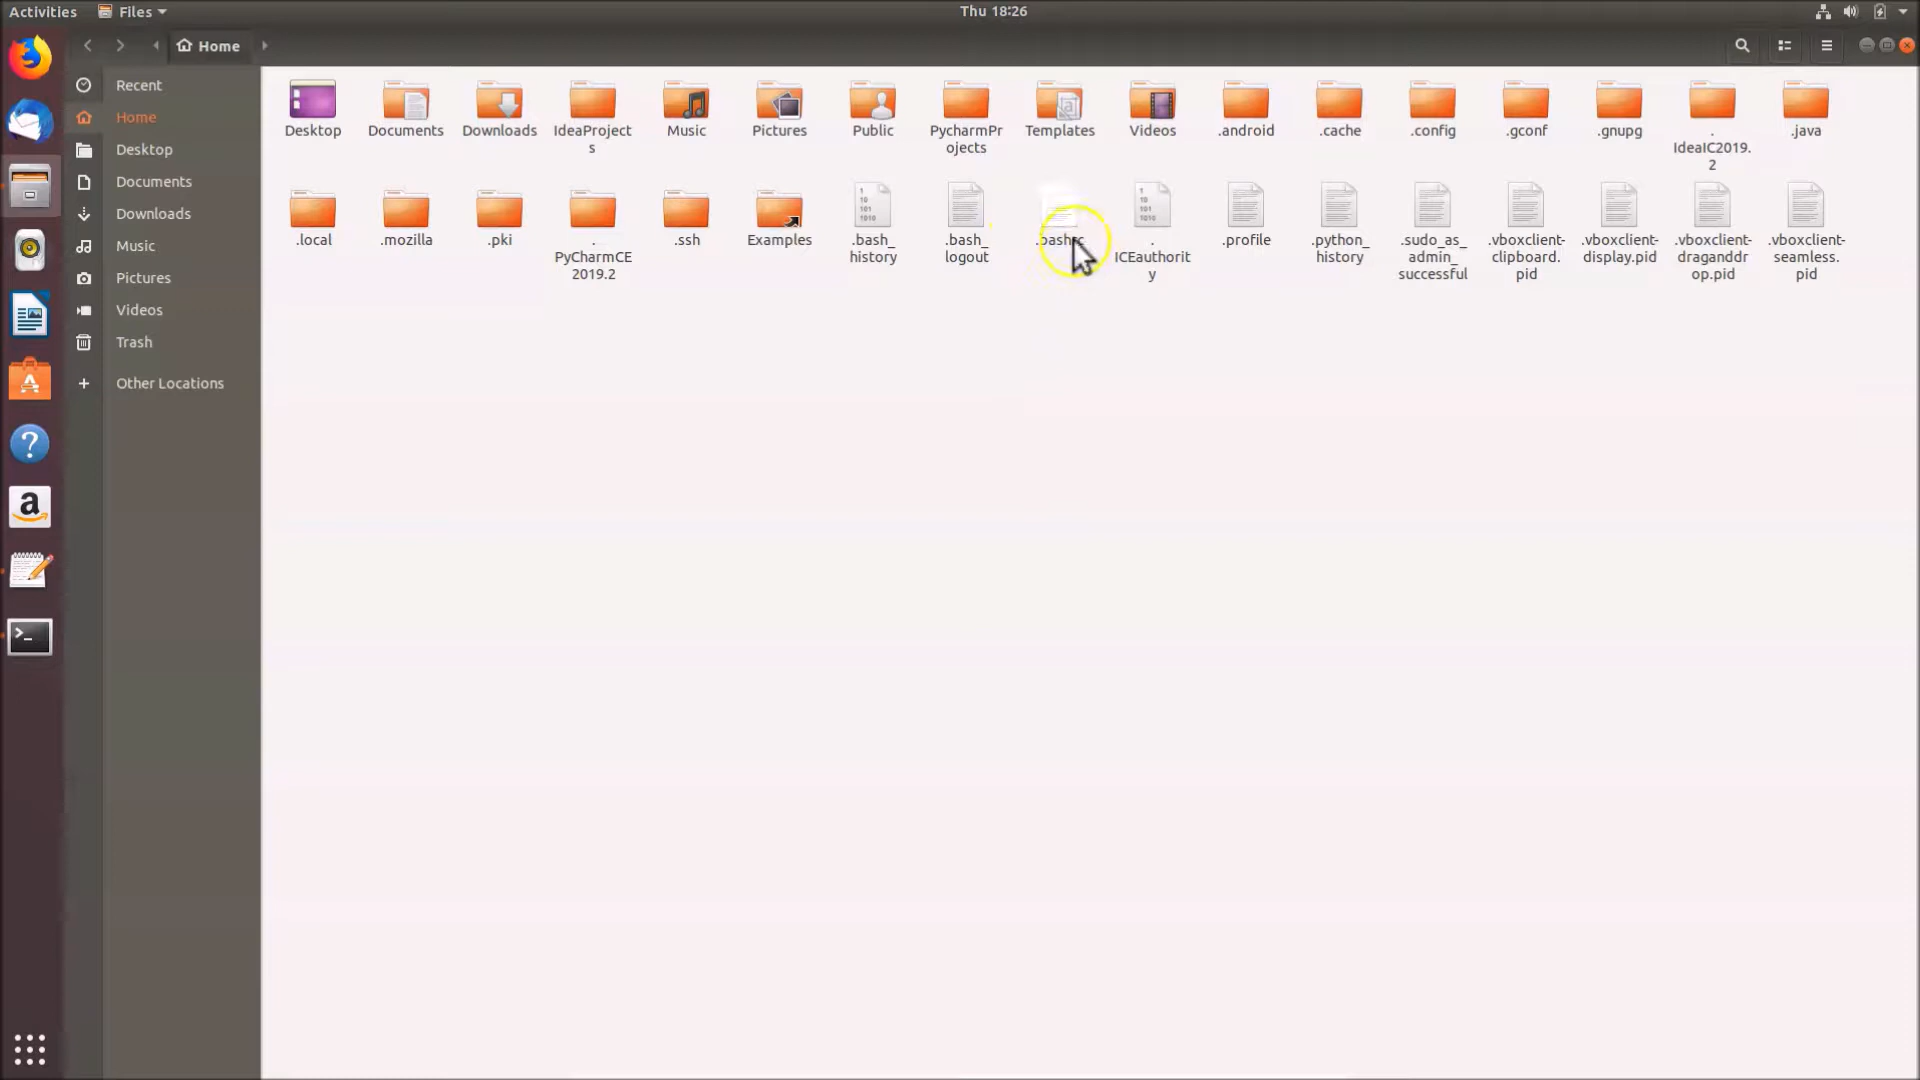 Activities
Files
Thu 18:26
Home
Recent
Home
Desktop
Documents
Downloads
Music
Pictures
Videos
Trash
Other Locations
Desktop
Documents
Downloads
IdeaProject
s
Music
Pictures
Public
PycharmPr
ojects
Templates
Videos
.android
.cache
.config
.gconf
.gnupg
.
IdeaIC2019.
2
.java
.local
.mozilla
.pki
.
PyCharmCE
2019.2
.ssh
Examples
.bash_
history
.bash_
logout
.bashrc
.
ICEauthorit
y
.profile
.python_
history
.sudo_as_
admin_
successful
.vboxclient-
clipboard.
pid
.vboxclient-
display.pid
.vboxclient-
draganddr
op.pid
.vboxclient-
seamless.
pid